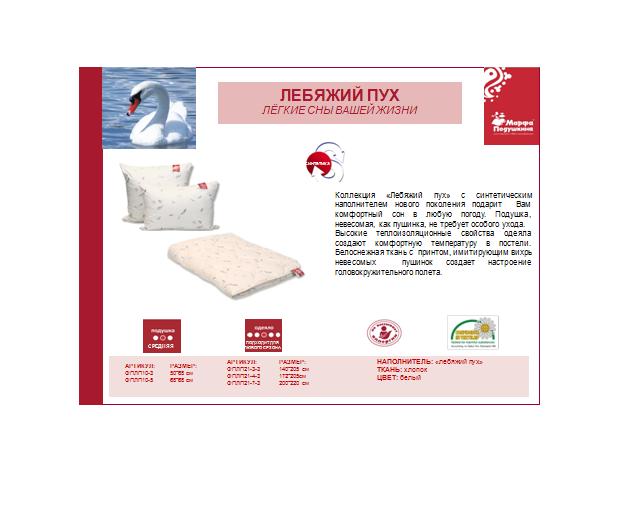 ЛЕБЯЖИЙ ПУХ
ЛЁГКИЕ СНЫ ВАШЕЙ ЖИЗНИ
Марфа
Подушкина
СИНТЕТИКА
Коллекция «Лебяжий пух» с синтетическим
наполнителем нового поколения подарит Вам
комфортный сон в любую погоду. Подушка,
невесомая, как пушинка, не требует особого ухода.
Высокие теплоизоляционные свойства одеяла
создают комфортную температуру в постели.
Белоснежная ткань с принтом, имитирующим вихрь
невесомых пушинок создает настроение
головокружительного полета.
подушка
СРЕДНЯЯ
одеяло
АРТИКУЛ: РАЗМЕР:
50*68 см
68*68 см
АРТИКУЛ: РАЗМЕР:
140*205 см
172*205см
200*220 см
НАПОЛНИТЕЛЬ: «лебяжий пух»
ТКАНЬ: хлопок
ЦВЕТ: белый